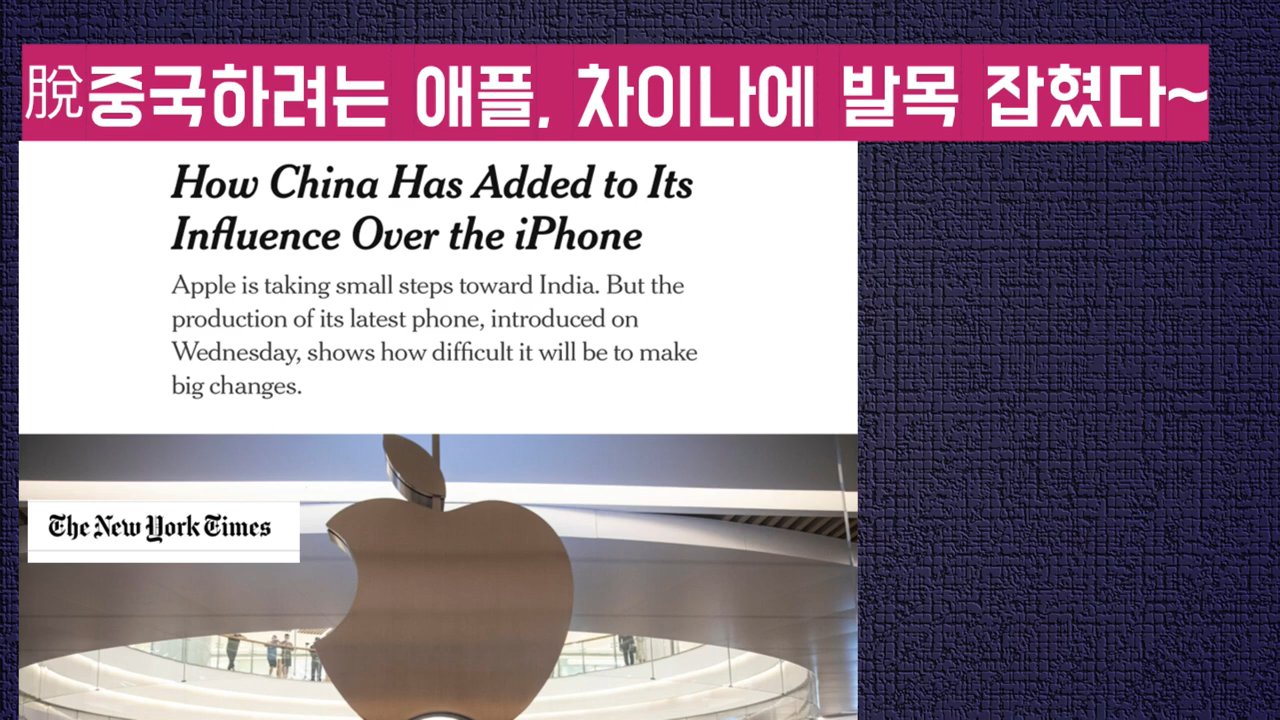 脫중국하려는 애플, 차이나에 발목 잡혔다~
How China Has Added to Its
Influence Over the iPhone
Apple is taking small steps toward India. But the
production of its latest phone, introduced on
Wednesday, shows how difficult it will be to make
big changes.
The New York Times